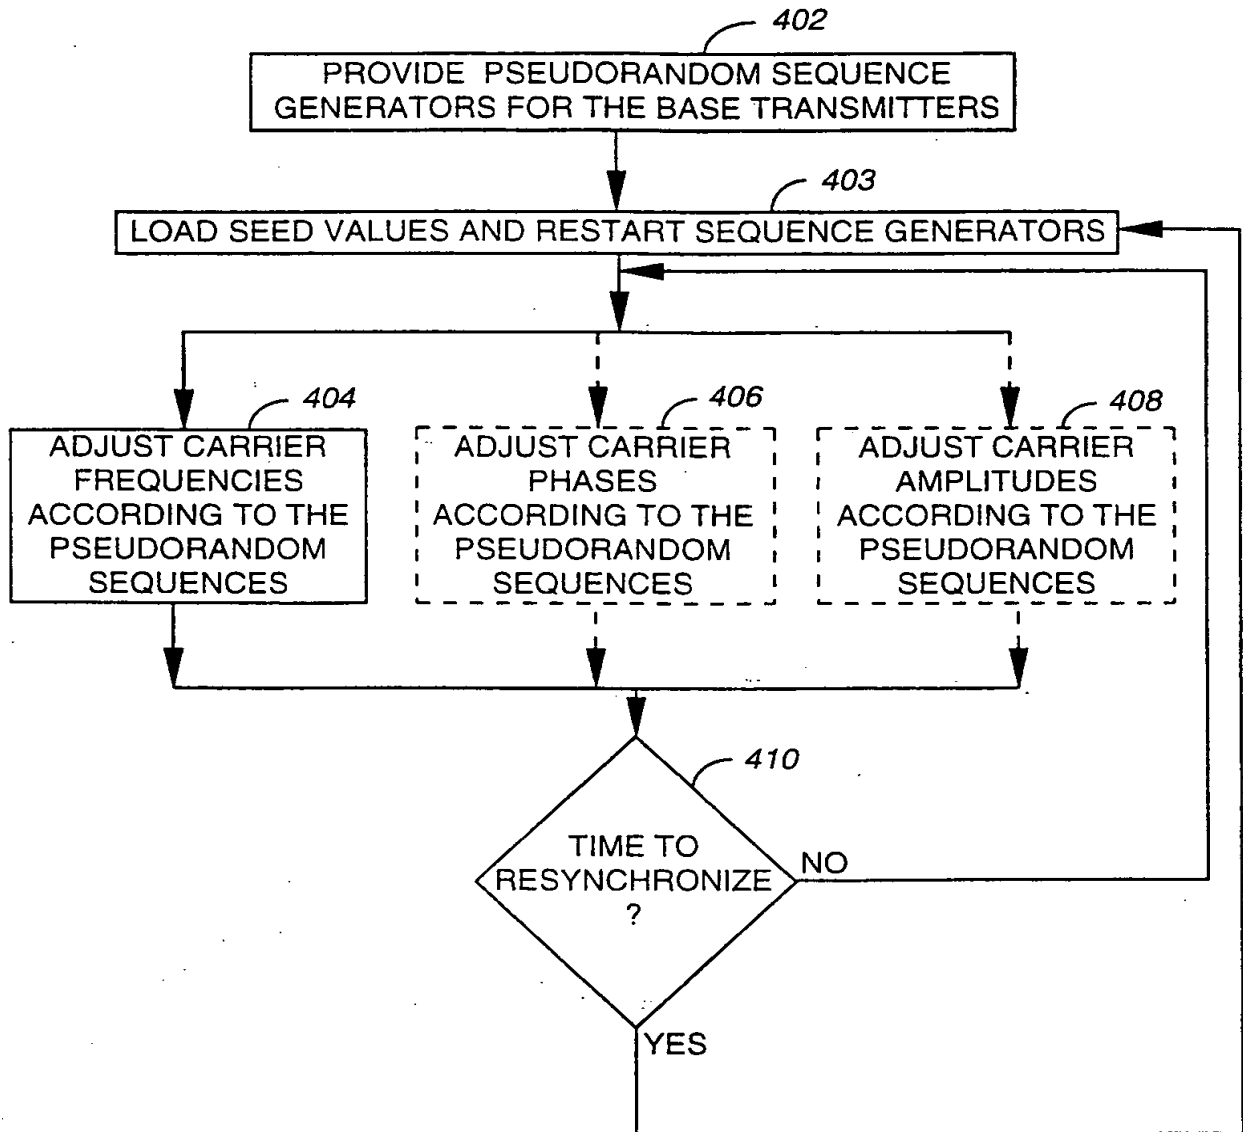 402
PROVIDE PSEUDORANDOM SEQUENCE
GENERATORS FOR THE BASE TRANSMITTERS
403
LOAD SEED VALUES AND RESTART SEQUENCE GENERATORS
404
ADJUST CARRIER
FREQUENCIES
ACCORDING TO THE
PSEUDORANDOM
SEQUENCES
406
ADJUST CARRIER
PHASES
ACCORDING TO THE
PSEUDORANDOM
SEQUENCES
408
ADJUST CARRIER
AMPLITUDES
ACCORDING TO THE
PSEUDORANDOM
SEQUENCES
410
TIME TO
RESYNCHRONIZE
?
NO
YES